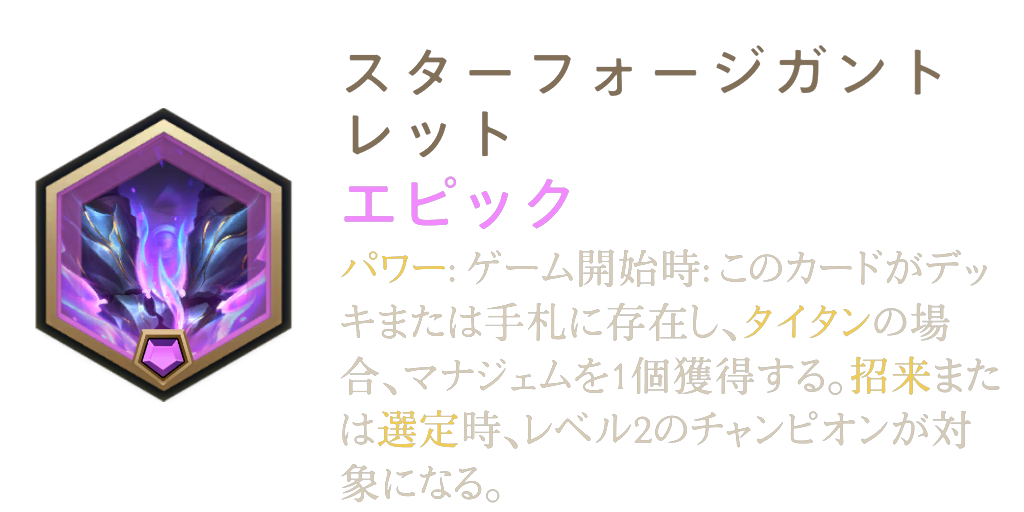 スターフォージガント
レット
エピック
パワー: ゲーム開始時: このカードがデッ
キまたは手札に存在し、タイタンの場
合、マナジェムを1個獲得する。招来また
は選定時、レベル2のチャンピオンが対
象になる。